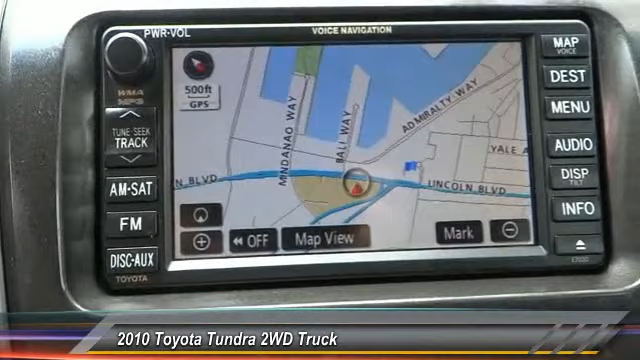 PWR-VOL
VOICE NAVIGATION
MAP
VOICE
500ft
GPS
WMA
MP3
DEST
MENU
TUNE·SEEK
TRACK
MINDANAO WAY
BALI WAY
ADMIRALTY WAY
YALE A
AUDIO
DISP
TILT
AM·SAT
N BLVD
LINCOLN BLVD
INFO
FM
OFF
Map View
Mark
DISC·AUX
TOYOTA
2010 Toyota Tundra 2WD Truck